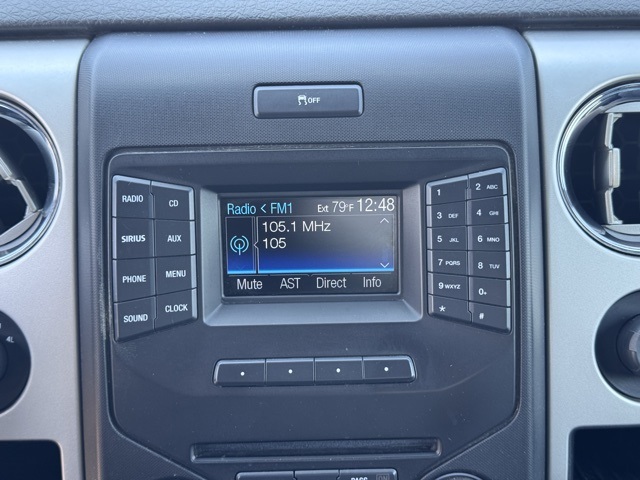 OFF
Radio < FM1 Ext 79°F 12:48
105.1 MHz
105
Mute AST Direct Info
RADIO CD
SIRIUS AUX
PHONE MENU
SOUND CLOCK
1 2 ABC
3 DEF 4 GHI
5 JKL 6 MNO
7 PQRS 8 TUV
9 WXYZ 0+
* #
4L